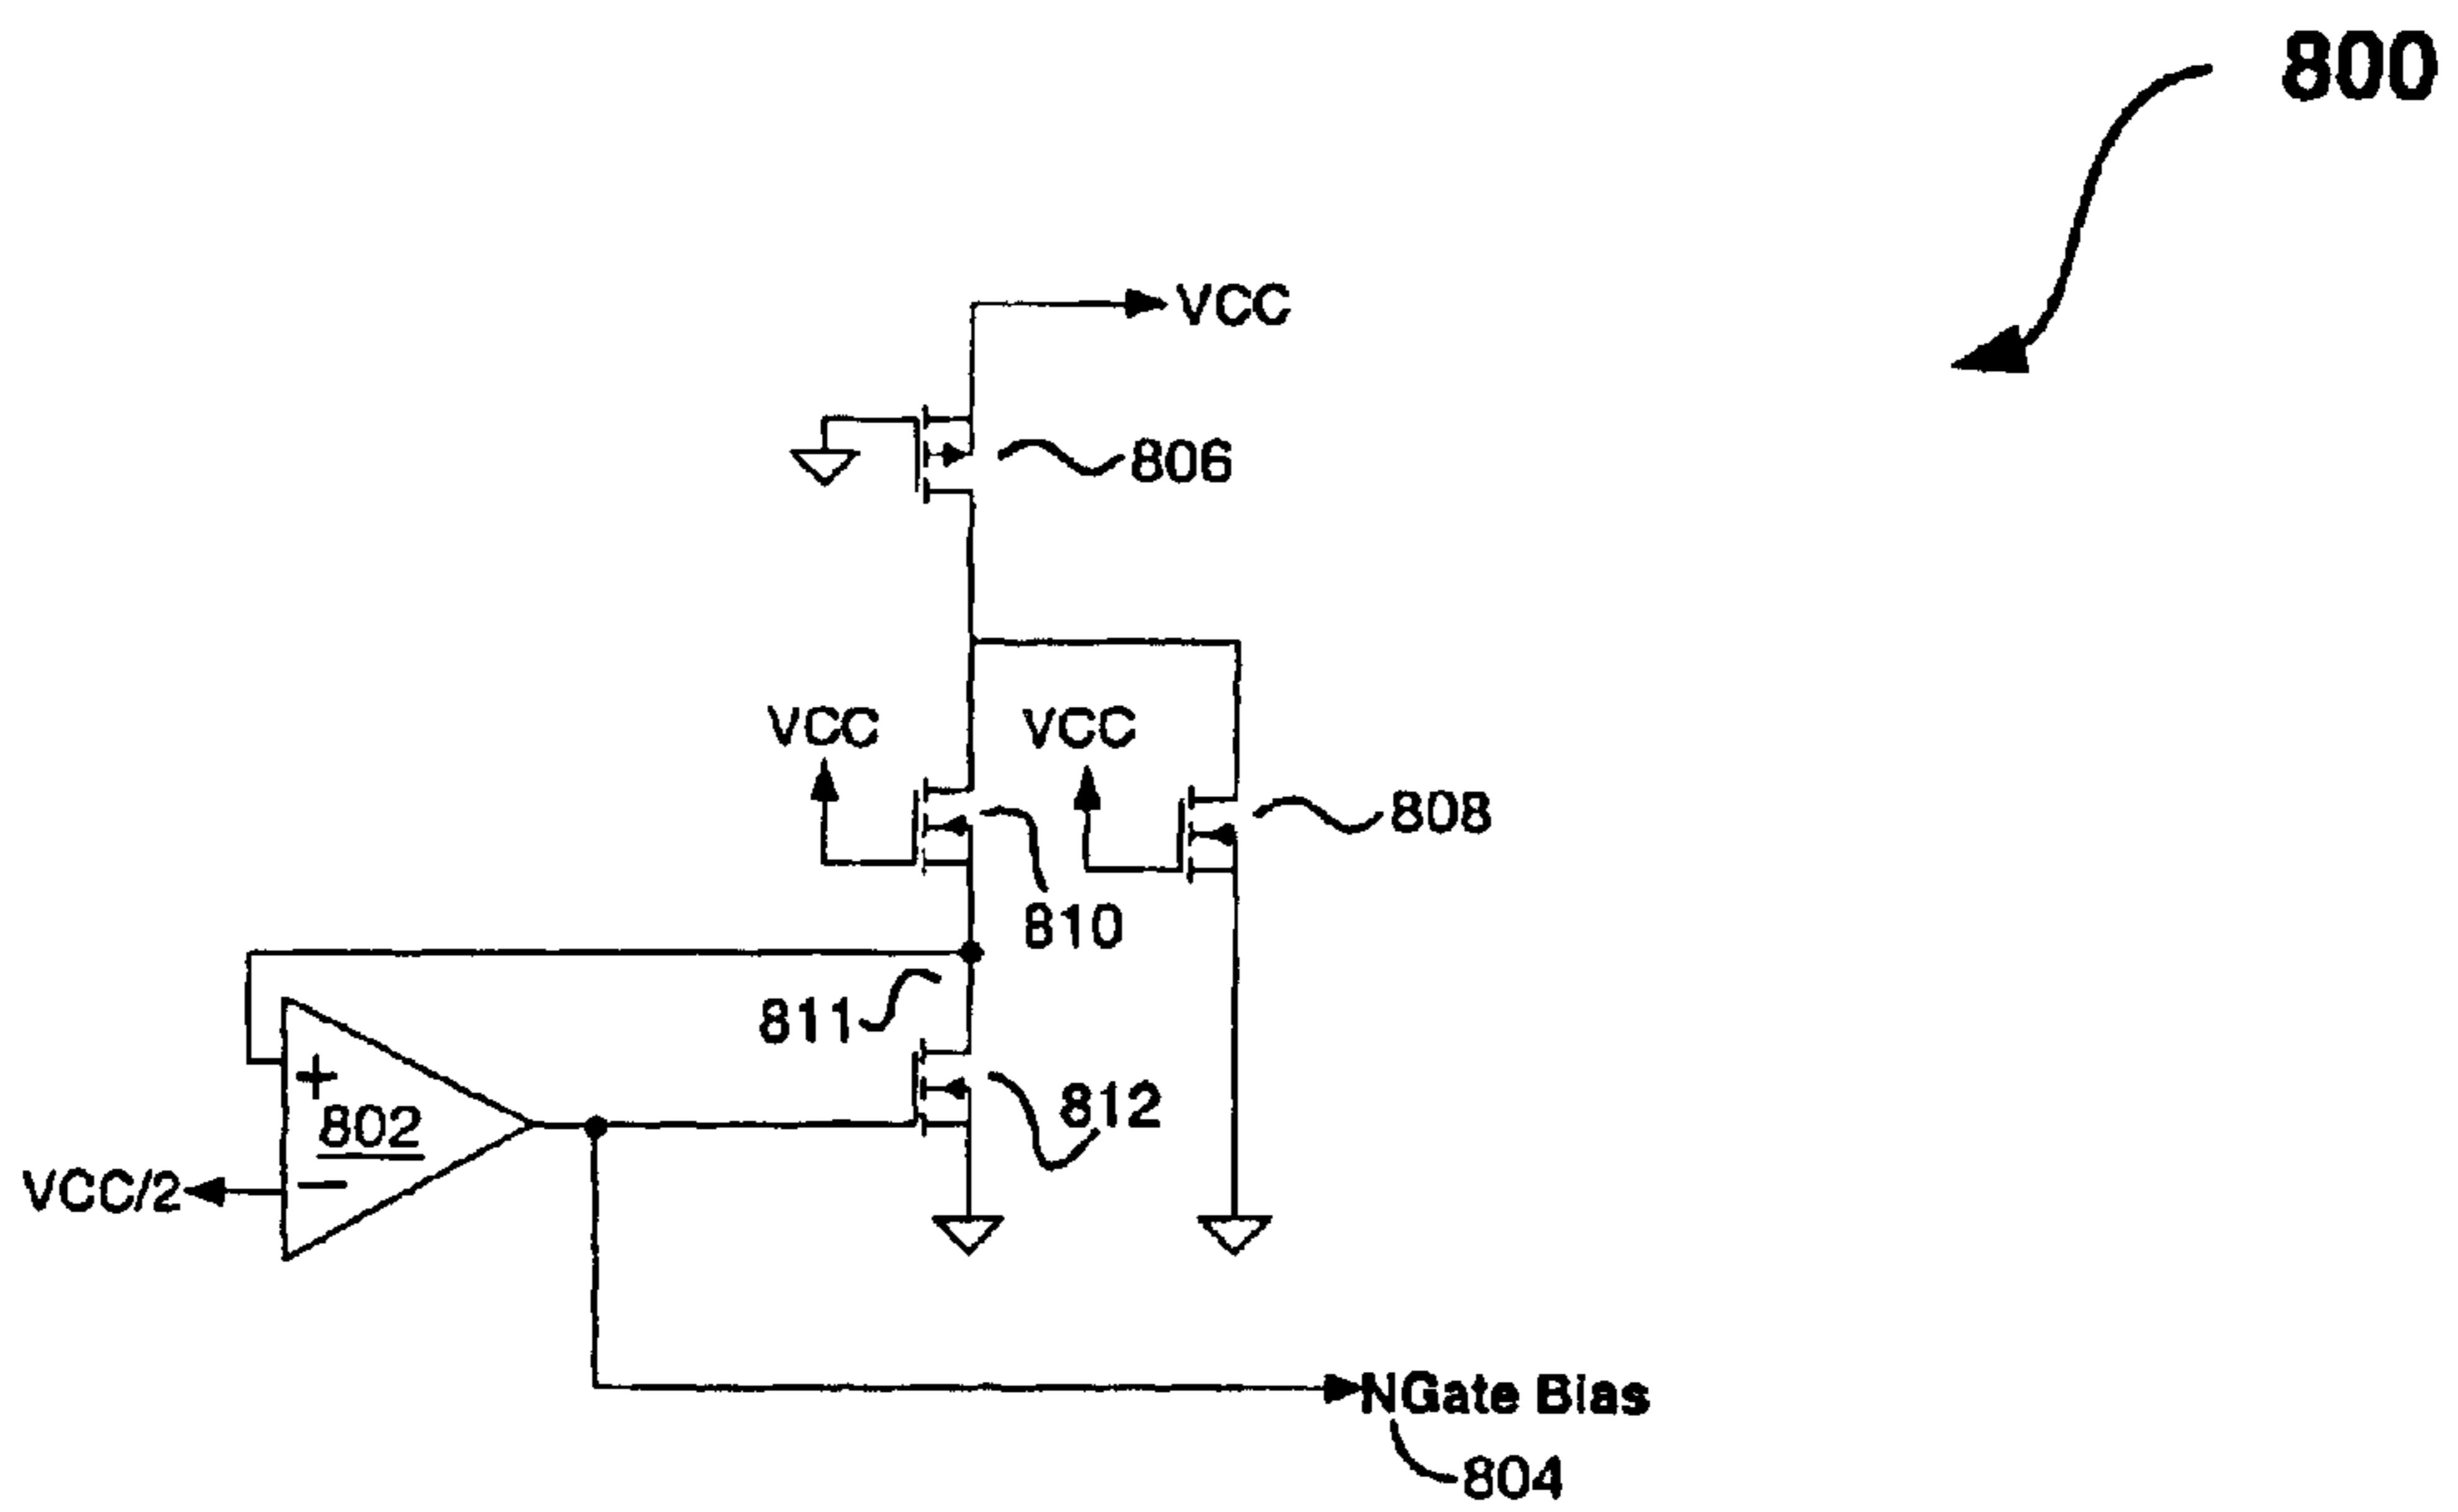 800
VCC
806
VCC
VCC
808
810
811
+
802
812
VCC/2
−
NGate Bias
804